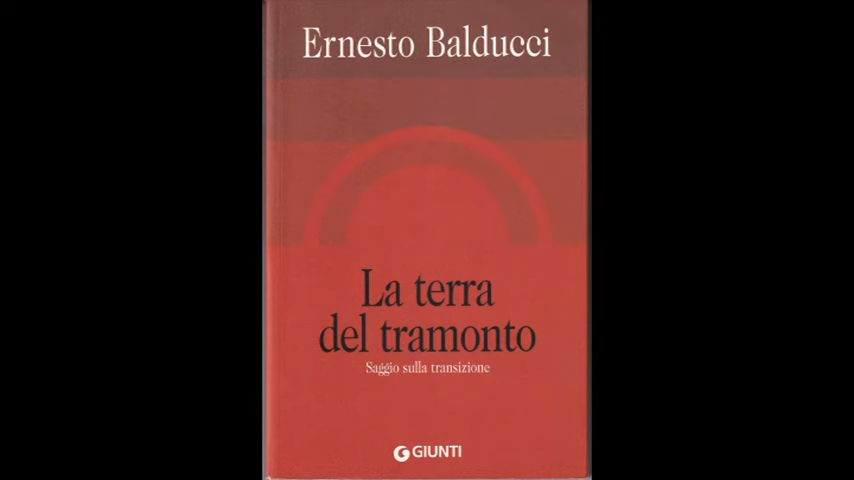 Ernesto Balducci
La terra
del tramonto
Saggio sulla transizione
GIUNTI